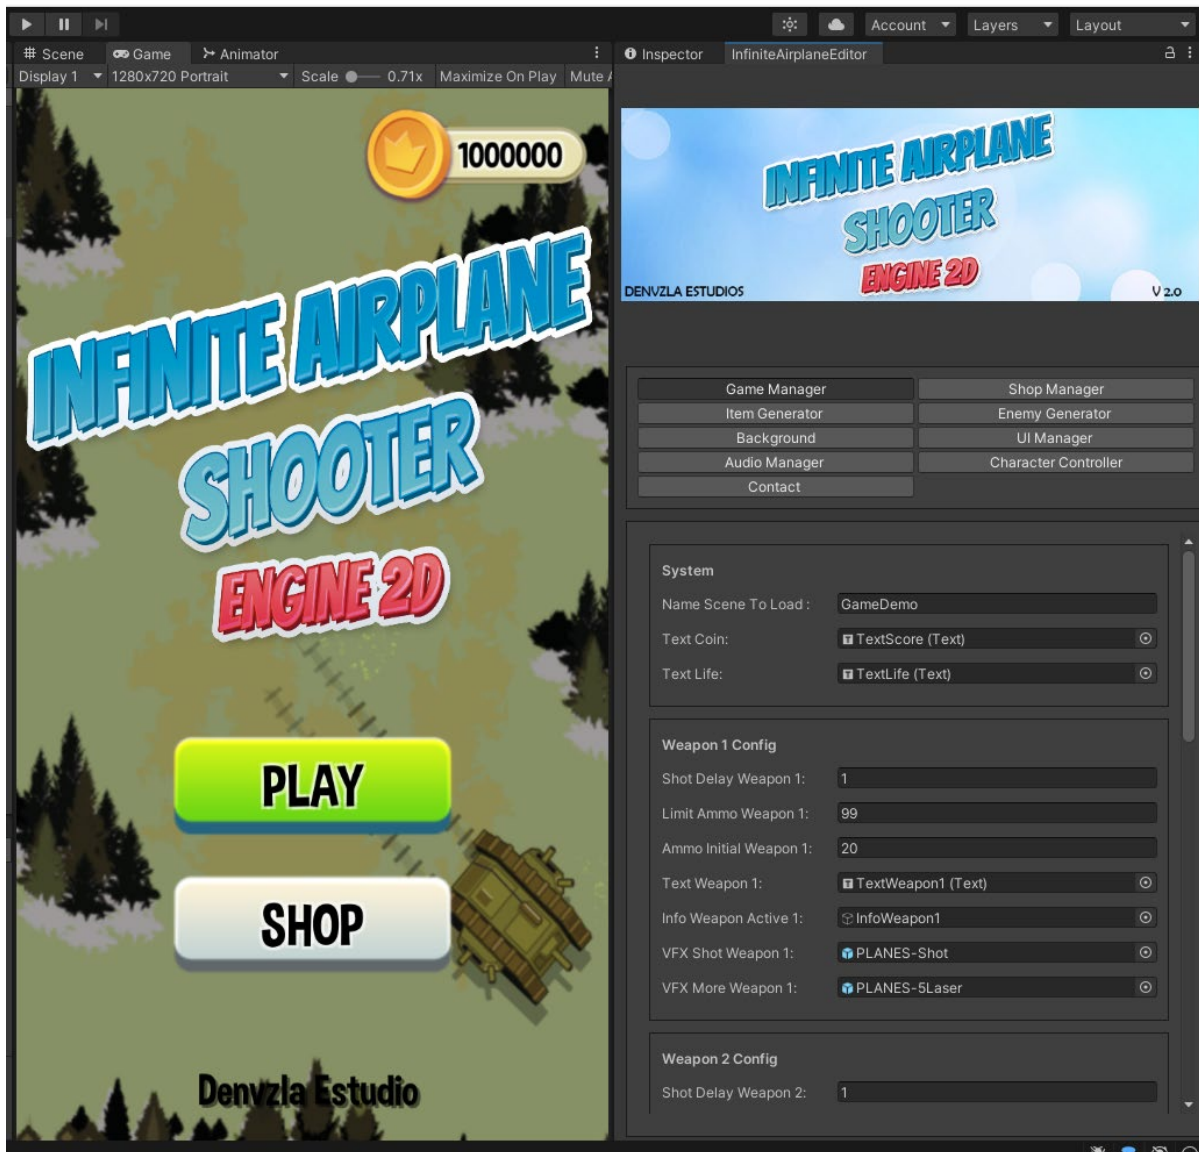 Account
Layers
Layout
# Scene
Game
Animator
Display 1
1280x720 Portrait
Scale
0.71x
Maximize On Play
Mute
1000000
INFINITE AIRPLANE
SHOOTER
ENGINE 2D
PLAY
SHOP
Denvzla Estudio
Inspector
InfiniteAirplaneEditor
INFINITE AIRPLANE
SHOOTER
ENGINE 2D
DENVZLA ESTUDIOS
V 2.0
Game Manager
Shop Manager
Item Generator
Enemy Generator
Background
UI Manager
Audio Manager
Character Controller
Contact
System
Name Scene To Load : GameDemo
Text Coin: TextScore (Text)
Text Life: TextLife (Text)
Weapon 1 Config
Shot Delay Weapon 1: 1
Limit Ammo Weapon 1: 99
Ammo Initial Weapon 1: 20
Text Weapon 1: TextWeapon1 (Text)
Info Weapon Active 1: InfoWeapon1
VFX Shot Weapon 1: PLANES-Shot
VFX More Weapon 1: PLANES-5Laser
Weapon 2 Config
Shot Delay Weapon 2: 1